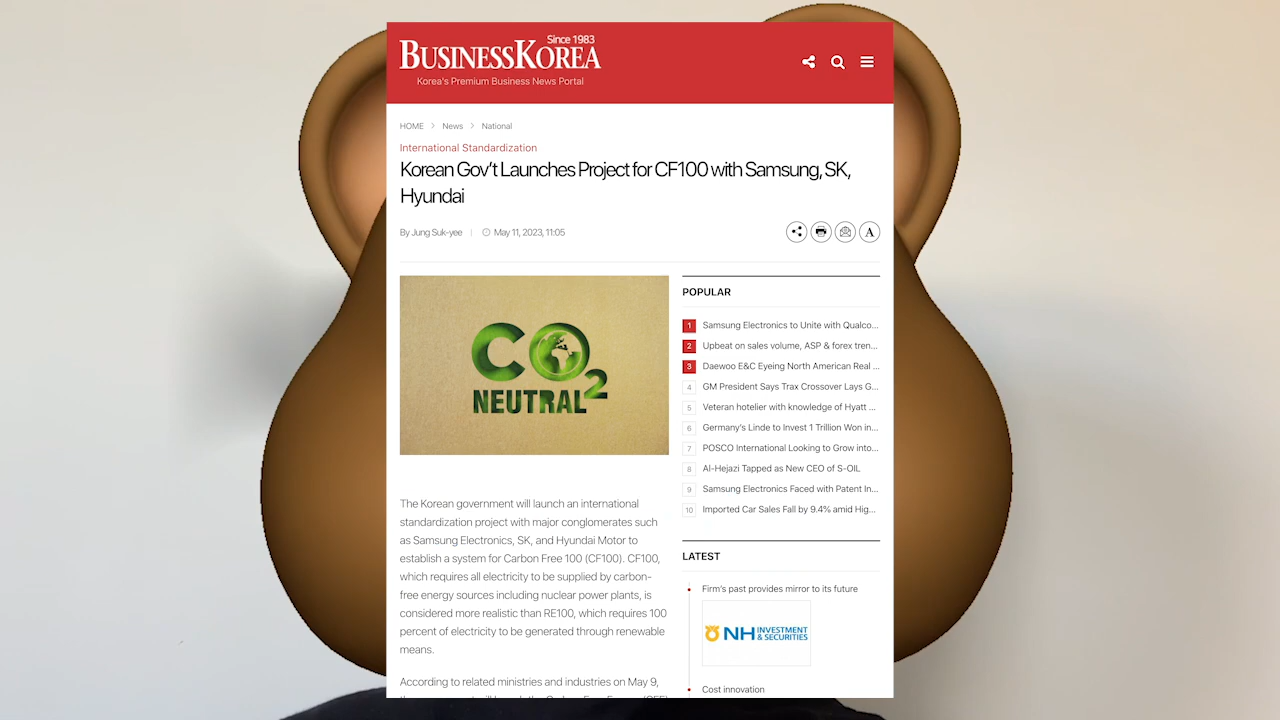 Since 1983
BUSINESSKOREA
Korea's Premium Business News Portal
HOME > News > National
International Standardization
Korean Gov't Launches Project for CF100 with Samsung, SK,
Hyundai
By Jung Suk-yee | May 11, 2023, 11:05
A
CO2
NEUTRAL
The Korean government will launch an international
standardization project with major conglomerates such
as Samsung Electronics, SK, and Hyundai Motor to
establish a system for Carbon Free 100 (CF100). CF100,
which requires all electricity to be supplied by carbon-
free energy sources including nuclear power plants, is
considered more realistic than RE100, which requires 100
percent of electricity to be generated through renewable
means.
According to related ministries and industries on May 9,
POPULAR
1 Samsung Electronics to Unite with Qualco...
2 Upbeat on sales volume, ASP & forex tren...
3 Daewoo E&C Eyeing North American Real ...
4 GM President Says Trax Crossover Lays G...
5 Veteran hotelier with knowledge of Hyatt ...
6 Germany's Linde to Invest 1 Trillion Won in...
7 POSCO International Looking to Grow into...
8 Al-Hejazi Tapped as New CEO of S-OIL
9 Samsung Electronics Faced with Patent In...
10 Imported Car Sales Fall by 9.4% amid Hig...
LATEST
Firm's past provides mirror to its future
NH INVESTMENT
& SECURITIES
Cost innovation